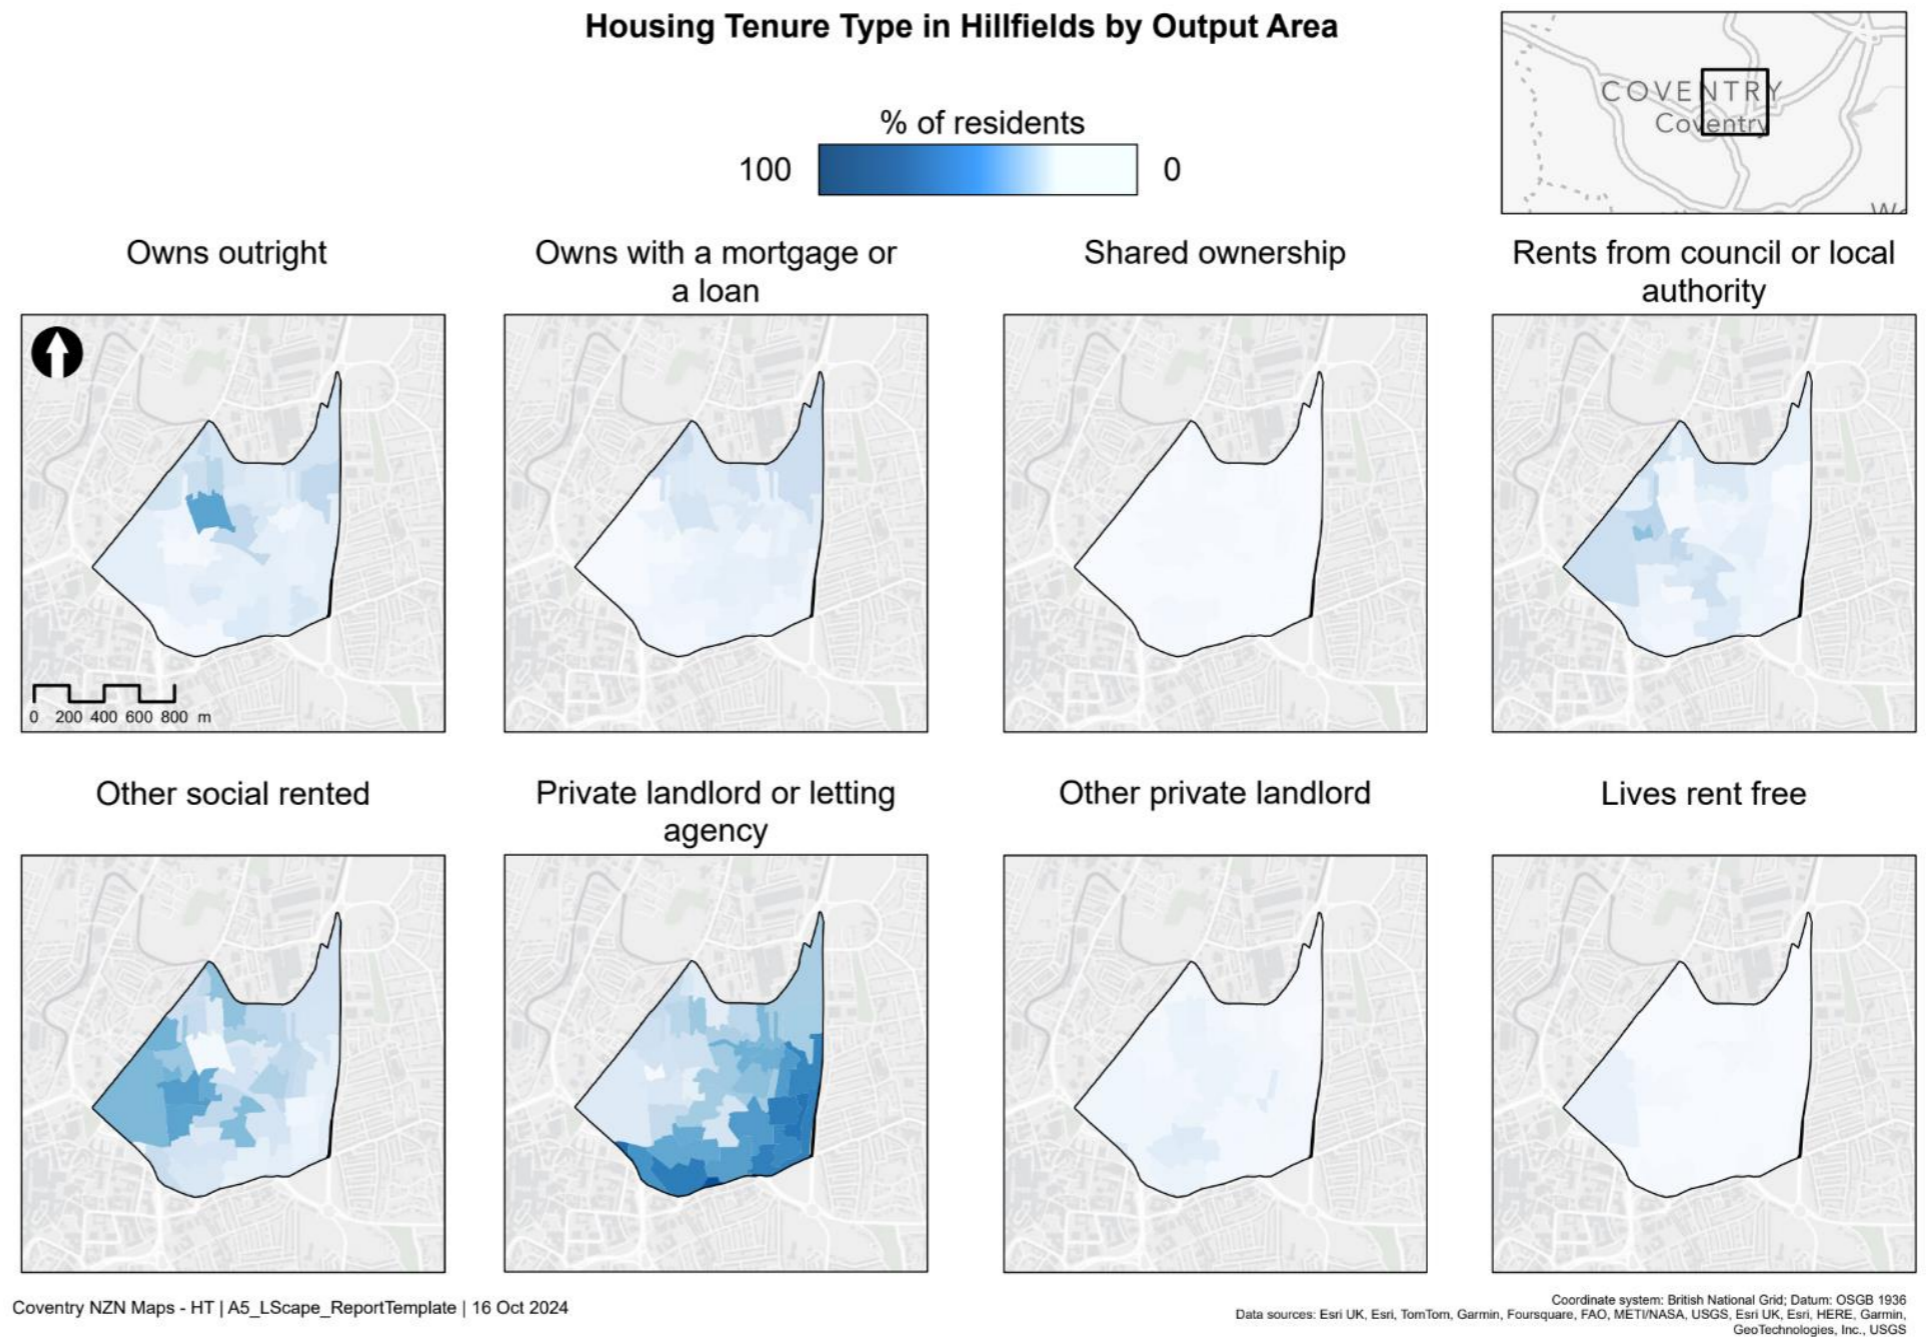 Housing Tenure Type in Hillfields by Output Area
% of residents
100
0
COVENTRY
Coventry
Owns outright
Owns with a mortgage or
a loan
Shared ownership
Rents from council or local
authority
0 200 400 600 800 m
Other social rented
Private landlord or letting
agency
Other private landlord
Lives rent free
Coventry NZN Maps - HT | A5_LScape_ReportTemplate | 16 Oct 2024
Coordinate system: British National Grid; Datum: OSGB 1936
Data sources: Esri UK, Esri, TomTom, Garmin, Foursquare, FAO, METI/NASA, USGS, Esri UK, Esri, HERE, Garmin,
GeoTechnologies, Inc., USGS